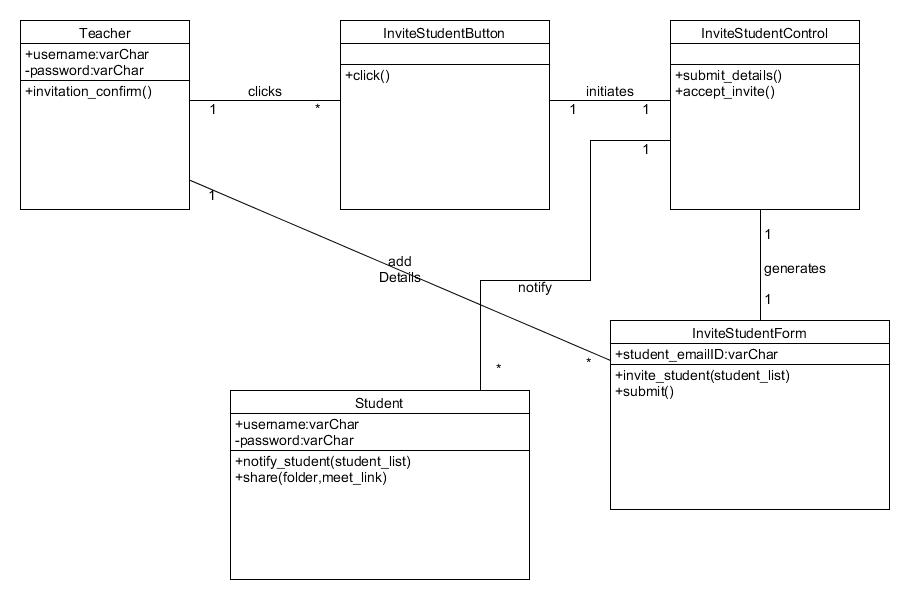 Teacher
+username:varChar
-password:varChar
+invitation_confirm()
InviteStudentButton
+click()
InviteStudentControl
+submit_details()
+accept_invite()
clicks
1
*
initiates
1
1
1
1
add
Details
notify
1
generates
1
*
*
InviteStudentForm
+student_emailID:varChar
+invite_student(student_list)
+submit()
Student
+username:varChar
-password:varChar
+notify_student(student_list)
+share(folder,meet_link)